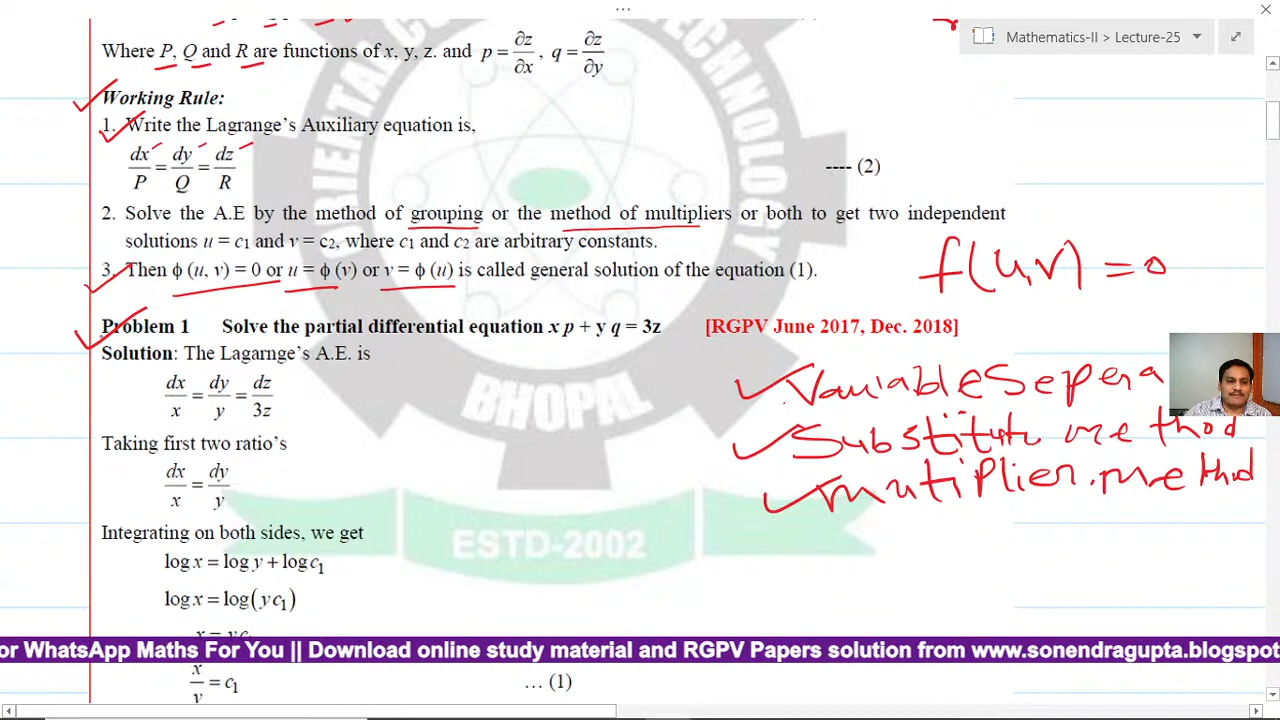 Mathematics-II > Lecture-25
Where P, Q and R are functions of x, y, z. and p = ∂z/∂x , q = ∂z/∂y
Working Rule:
1. Write the Lagrange's Auxiliary equation is,
dx/P = dy/Q = dz/R ---- (2)
2. Solve the A.E by the method of grouping or the method of multipliers or both to get two independent
solutions u = c₁ and v = c₂, where c₁ and c₂ are arbitrary constants.
3. Then ϕ (u, v) = 0 or u = ϕ (v) or v = ϕ (u) is called general solution of the equation (1).
f(u,v) = 0
Problem 1 Solve the partial differential equation x p + y q = 3z [RGPV June 2017, Dec. 2018]
Solution: The Lagarnge's A.E. is
dx/x = dy/y = dz/3z
Variable Sepera
Taking first two ratio's
Substitute method
dx/x = dy/y
multiplier method
Integrating on both sides, we get
log x = log y + log c₁
log x = log(yc₁)
x/y = c₁ … (1)
ORIENTAL COLLEGE TECHNOLOGY
BHOPAL
ESTD-2002
or WhatsApp Maths For You || Download online study material and RGPV Papers solution from www.sonendragupta.blogspot